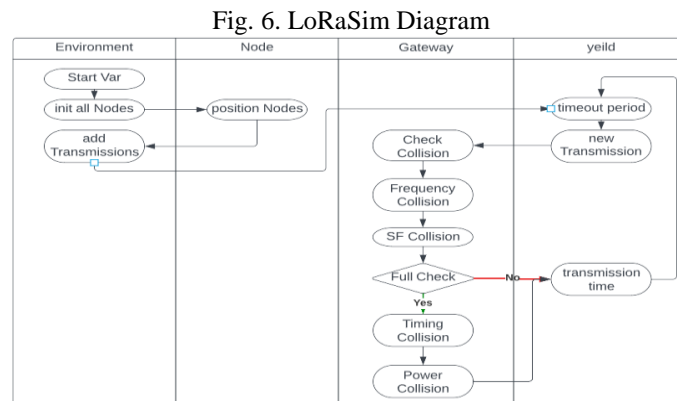 Fig. 6. LoRaSim Diagram
Environment
Node
Gateway
yeild
Start Var
init all Nodes
position Nodes
timeout period
add
Transmissions
Check
Collision
new
Transmission
Frequency
Collision
SF Collision
Full Check
No
transmission
time
Yes
Timing
Collision
Power
Collision